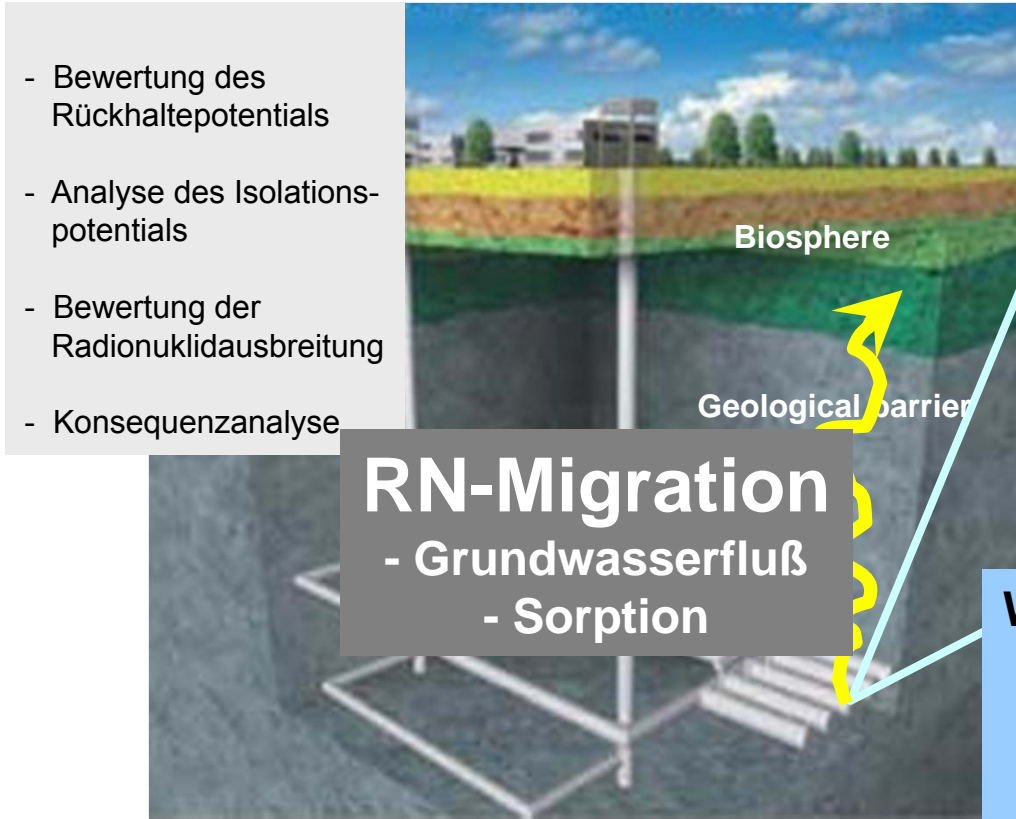 - Bewertung des
Rückhaltepotentials
- Analyse des Isolations-
potentials
- Bewertung der
Radionuklidausbreitung
- Konsequenzanalyse
Biosphere
Geological barrier
RN-Migration
- Grundwasserfluß
- Sorption